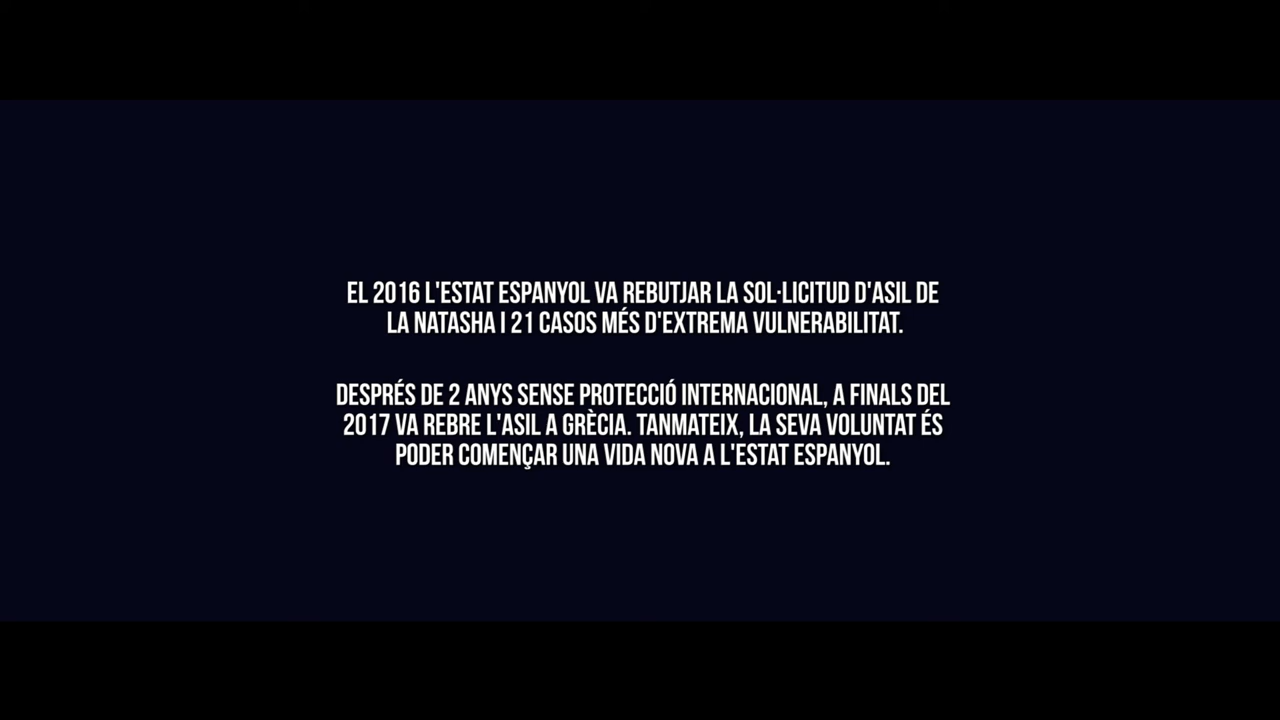 EL 2016 L'ESTAT ESPANYOL VA REBUTJAR LA SOL·LICITUD D'ASIL DE
LA NATASHA I 21 CASOS MÉS D'EXTREMA VULNERABILITAT.
DESPRÉS DE 2 ANYS SENSE PROTECCIÓ INTERNACIONAL, A FINALS DEL
2017 VA REBRE L'ASIL A GRÈCIA. TANMATEIX, LA SEVA VOLUNTAT ÉS
PODER COMENÇAR UNA VIDA NOVA A L'ESTAT ESPANYOL.